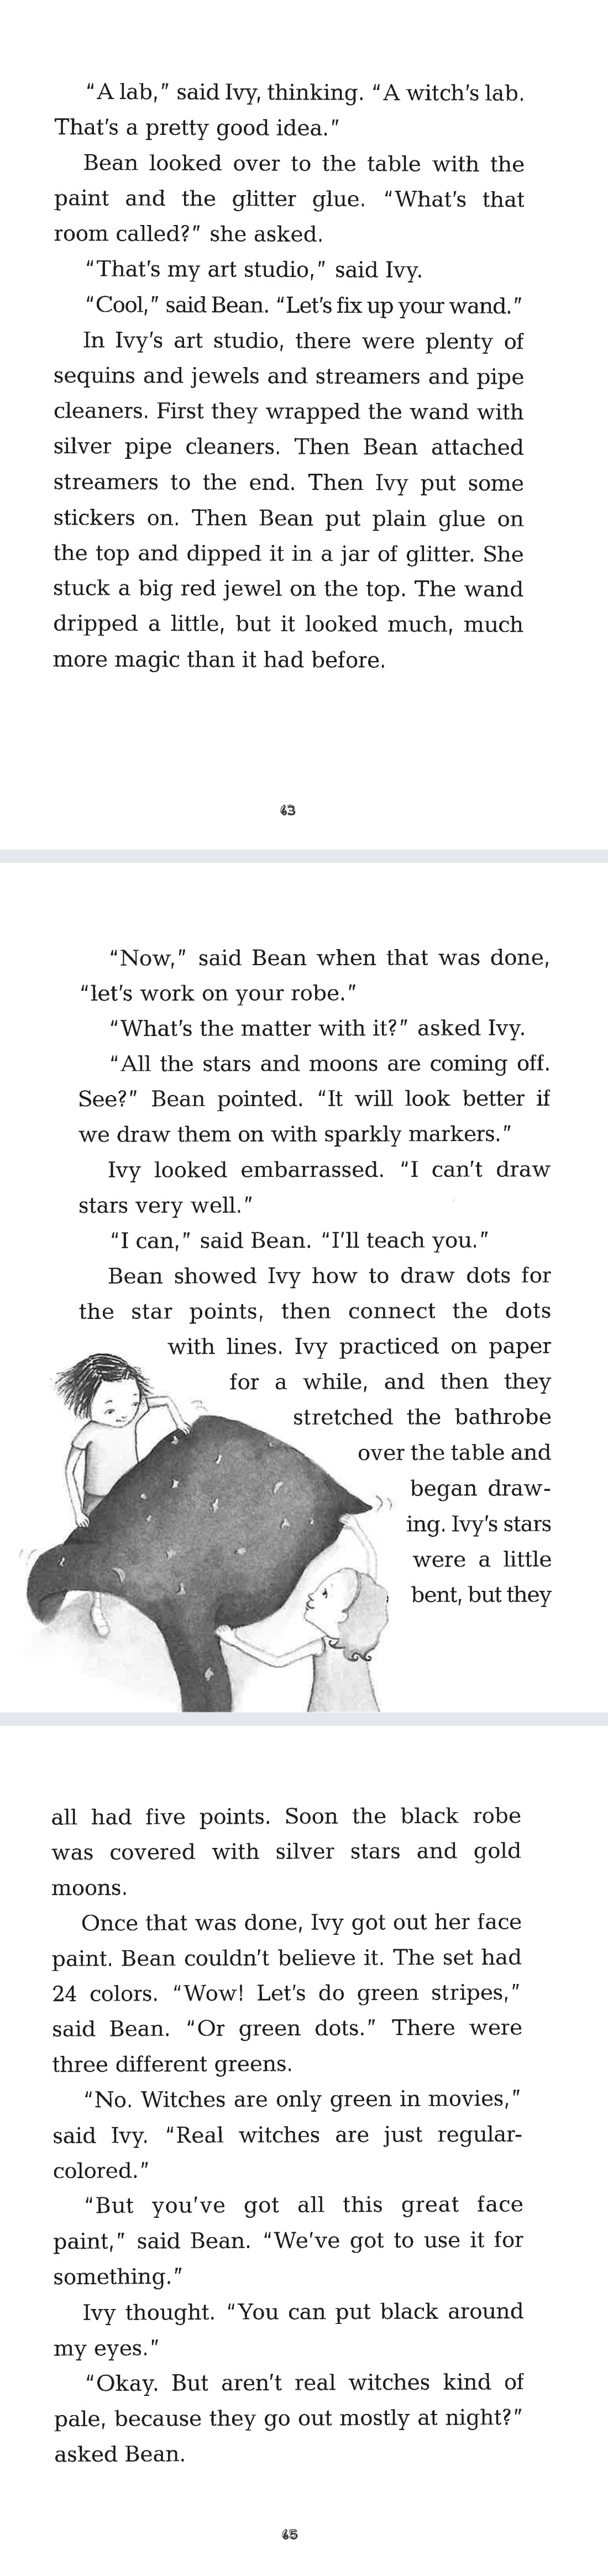 “A lab,” said Ivy, thinking. “A witch’s lab.
That’s a pretty good idea.”
Bean looked over to the table with the
paint and the glitter glue. “What’s that
room called?” she asked.
“That’s my art studio,” said Ivy.
“Cool,” said Bean. “Let’s fix up your wand.”
In Ivy’s art studio, there were plenty of
sequins and jewels and streamers and pipe
cleaners. First they wrapped the wand with
silver pipe cleaners. Then Bean attached
streamers to the end. Then Ivy put some
stickers on. Then Bean put plain glue on
the top and dipped it in a jar of glitter. She
stuck a big red jewel on the top. The wand
dripped a little, but it looked much, much
more magic than it had before.
63
“Now,” said Bean when that was done,
“let’s work on your robe.”
“What’s the matter with it?” asked Ivy.
“All the stars and moons are coming off.
See?” Bean pointed. “It will look better if
we draw them on with sparkly markers.”
Ivy looked embarrassed. “I can’t draw
stars very well.”
“I can,” said Bean. “I’ll teach you.”
Bean showed Ivy how to draw dots for
the star points, then connect the dots
with lines. Ivy practiced on paper
for a while, and then they
stretched the bathrobe
over the table and
began draw-
ing. Ivy’s stars
were a little
bent, but they
all had five points. Soon the black robe
was covered with silver stars and gold
moons.
Once that was done, Ivy got out her face
paint. Bean couldn’t believe it. The set had
24 colors. “Wow! Let’s do green stripes,”
said Bean. “Or green dots.” There were
three different greens.
“No. Witches are only green in movies,”
said Ivy. “Real witches are just regular-
colored.”
“But you’ve got all this great face
paint,” said Bean. “We’ve got to use it for
something.”
Ivy thought. “You can put black around
my eyes.”
“Okay. But aren’t real witches kind of
pale, because they go out mostly at night?”
asked Bean.
65